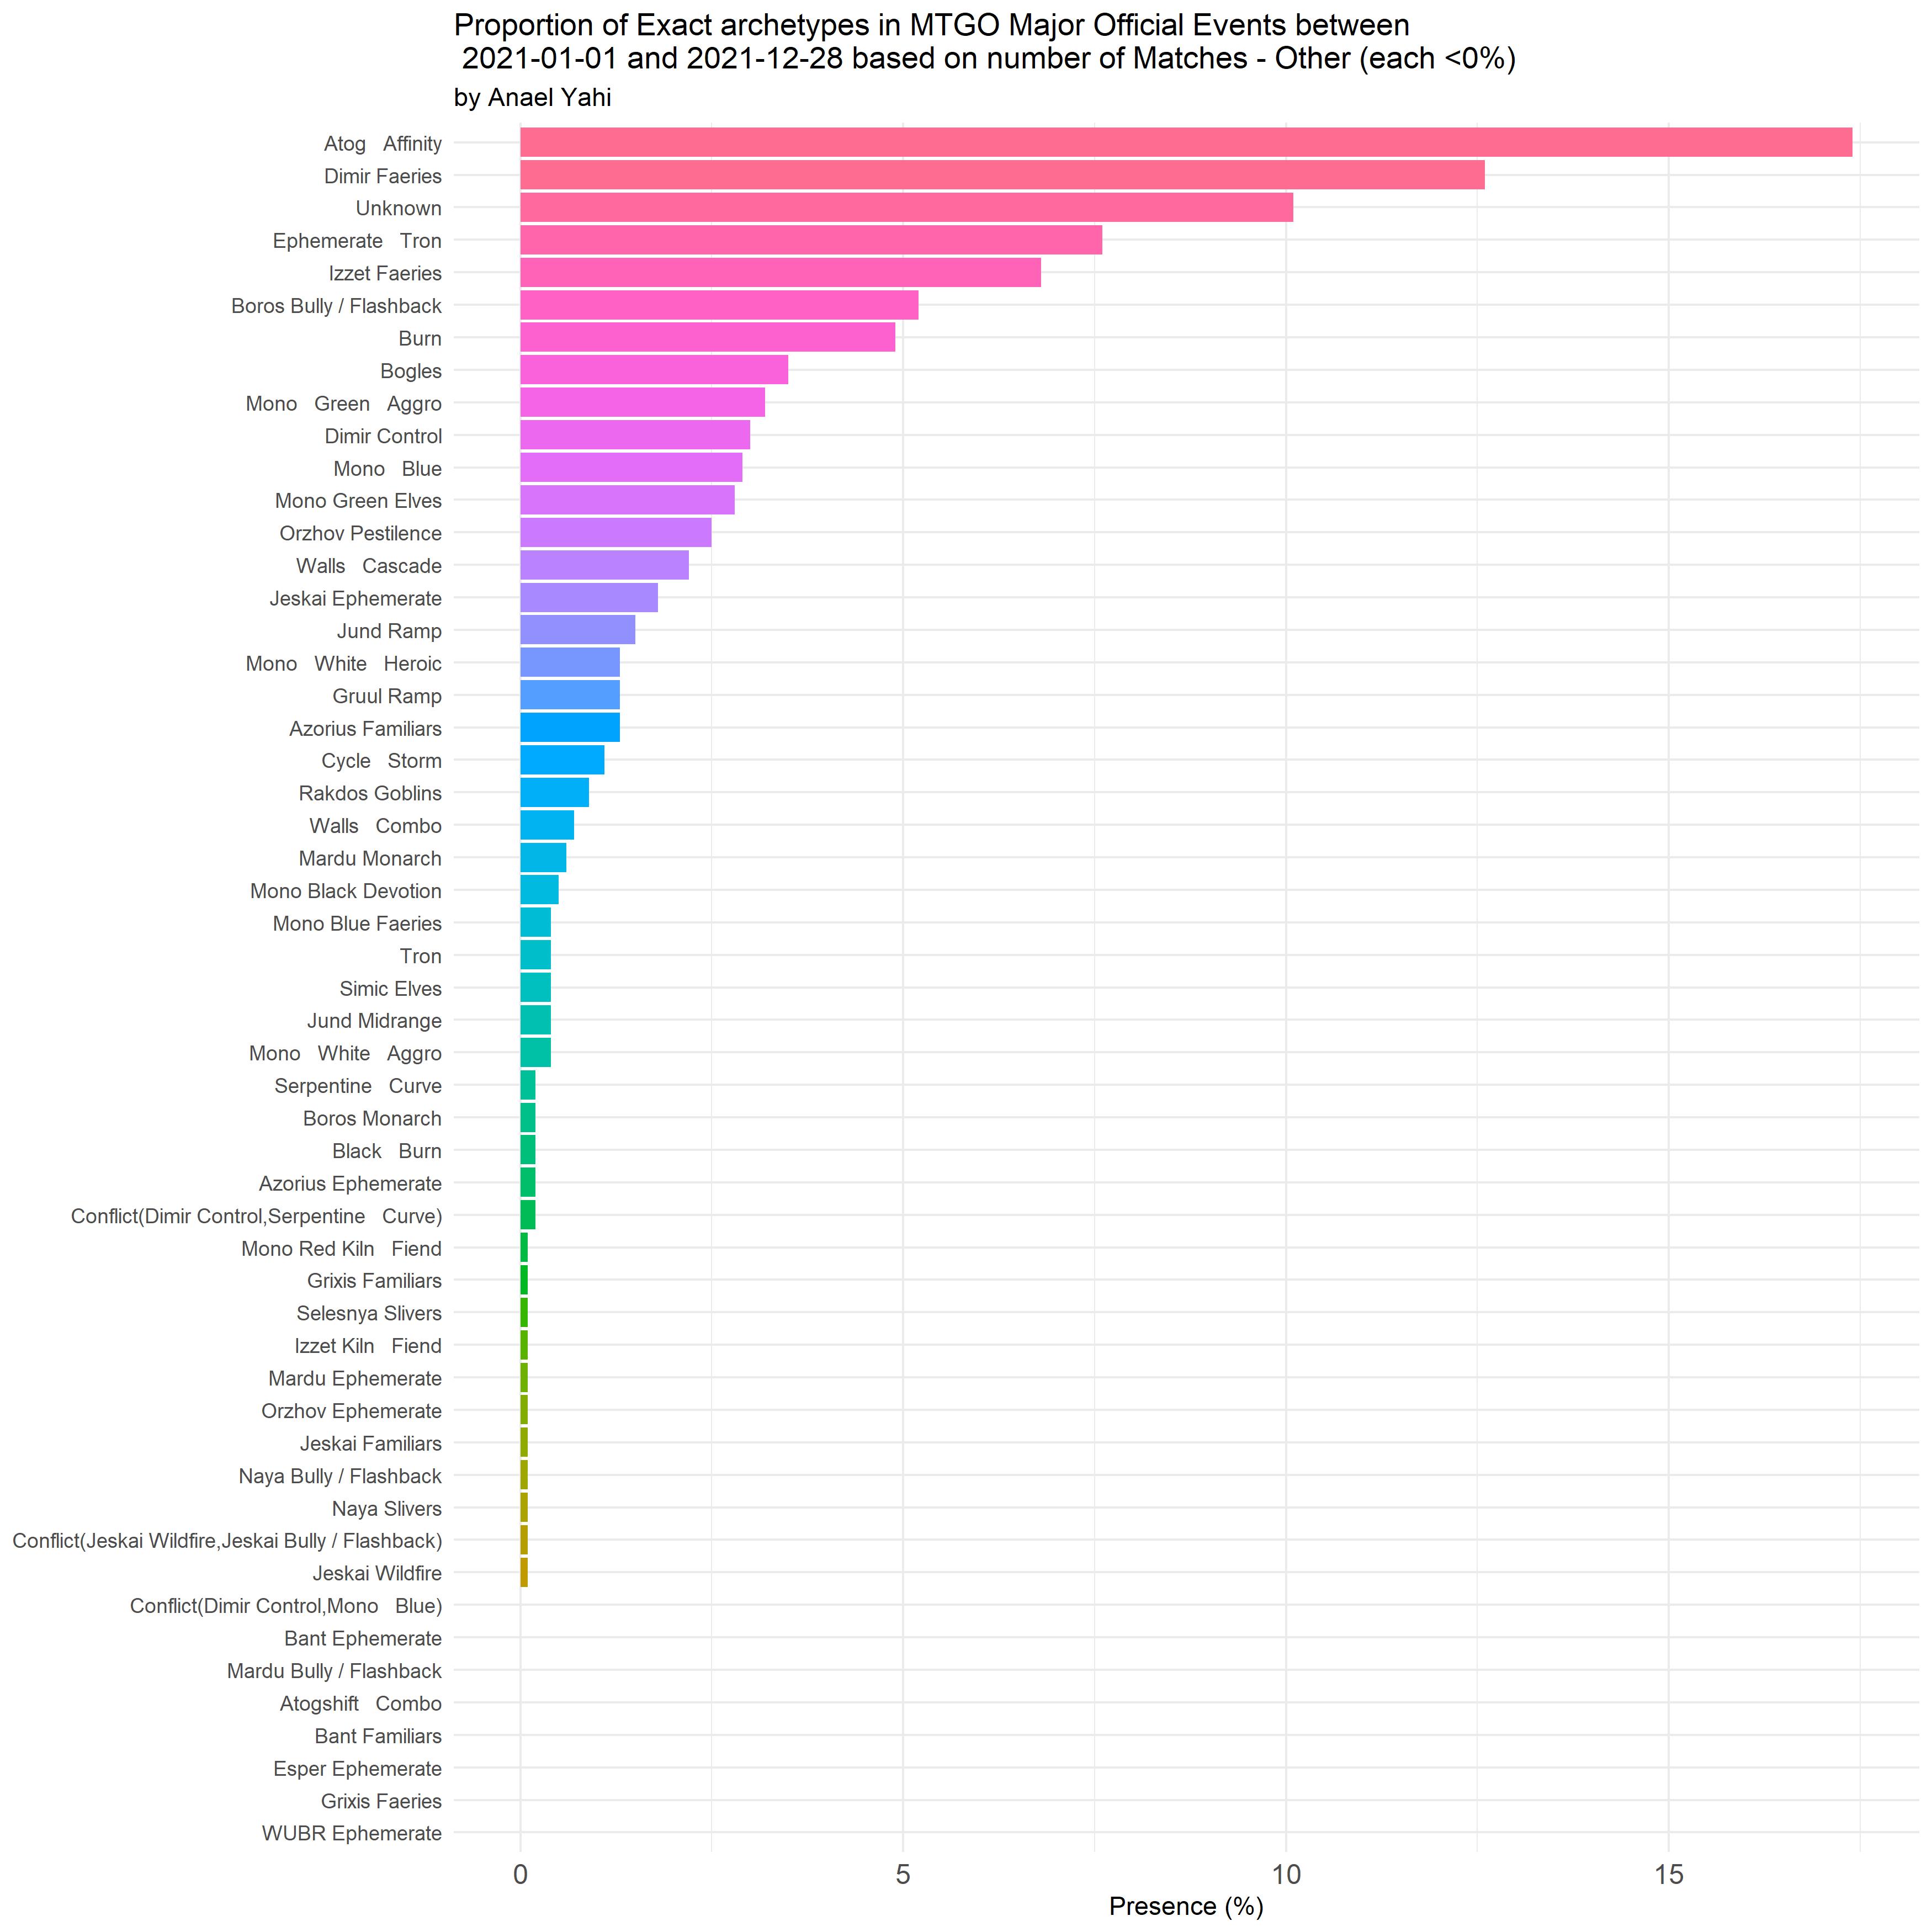 Proportion of Exact archetypes in MTGO Major Official Events between
2021-01-01 and 2021-12-28 based on number of Matches - Other (each <0%)
by Anael Yahi
Atog   Affinity
Dimir Faeries
Unknown
Ephemerate   Tron
Izzet Faeries
Boros Bully / Flashback
Burn
Bogles
Mono   Green   Aggro
Dimir Control
Mono   Blue
Mono Green Elves
Orzhov Pestilence
Walls   Cascade
Jeskai Ephemerate
Jund Ramp
Mono   White   Heroic
Gruul Ramp
Azorius Familiars
Cycle   Storm
Rakdos Goblins
Walls   Combo
Mardu Monarch
Mono Black Devotion
Mono Blue Faeries
Tron
Simic Elves
Jund Midrange
Mono   White   Aggro
Serpentine   Curve
Boros Monarch
Black   Burn
Azorius Ephemerate
Conflict(Dimir Control,Serpentine   Curve)
Mono Red Kiln   Fiend
Grixis Familiars
Selesnya Slivers
Izzet Kiln   Fiend
Mardu Ephemerate
Orzhov Ephemerate
Jeskai Familiars
Naya Bully / Flashback
Naya Slivers
Conflict(Jeskai Wildfire,Jeskai Bully / Flashback)
Jeskai Wildfire
Conflict(Dimir Control,Mono   Blue)
Bant Ephemerate
Mardu Bully / Flashback
Atogshift   Combo
Bant Familiars
Esper Ephemerate
Grixis Faeries
WUBR Ephemerate
0 5 10 15
Presence (%)